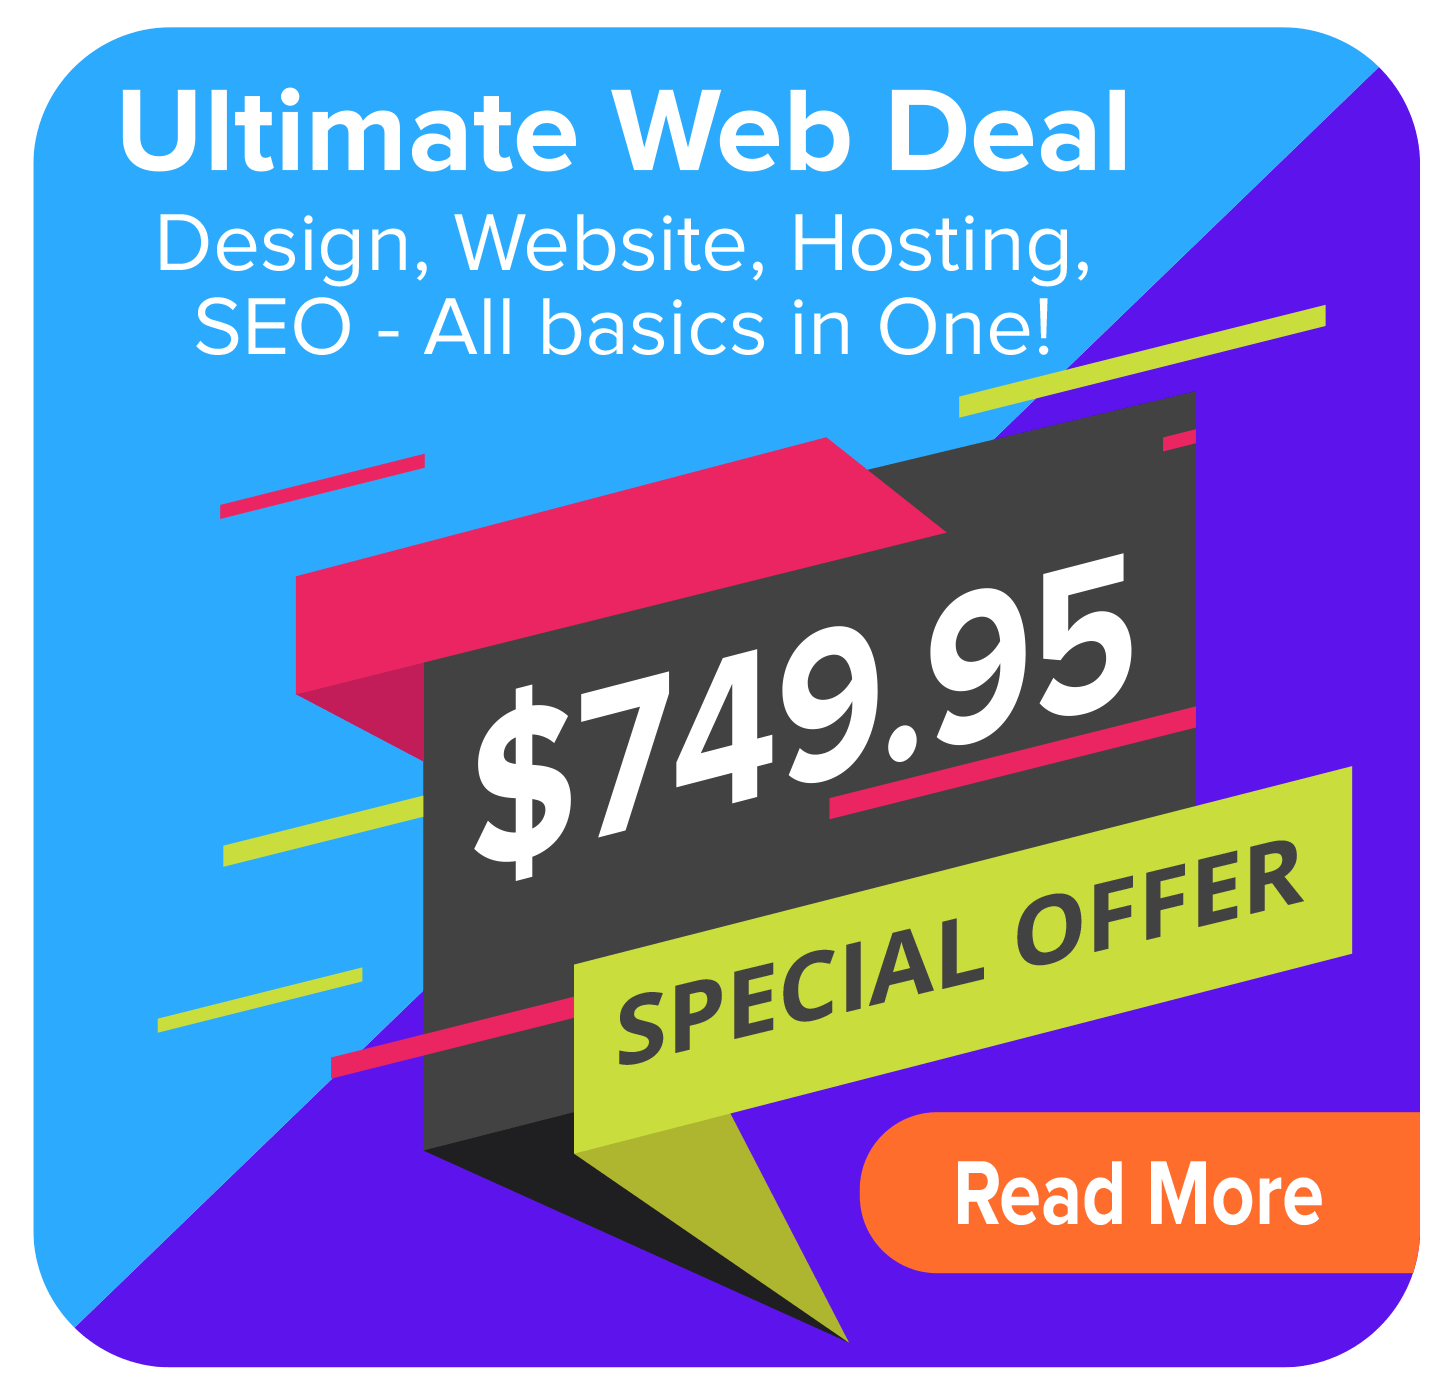 Ultimate Web Deal
Design, Website, Hosting,
SEO - All basics in One!
$749.95
SPECIAL OFFER
Read More